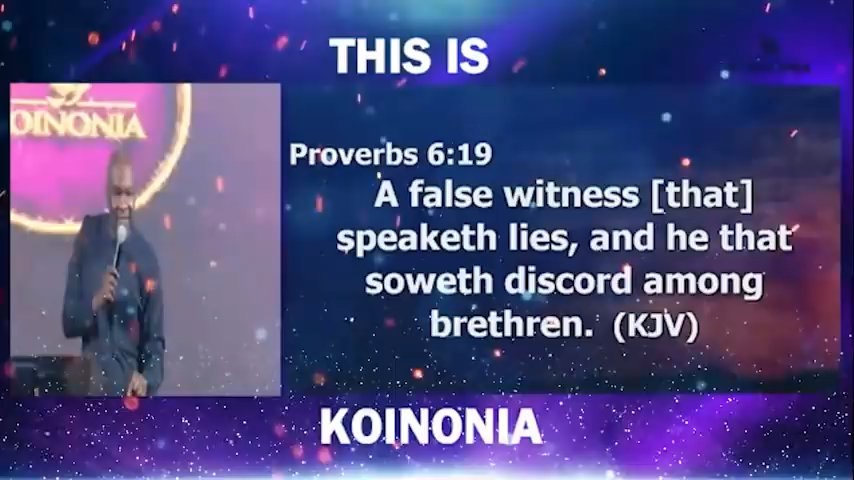 THIS IS
OINONIA
Proverbs 6:19
A false witness [that]
speaketh lies, and he that
soweth discord among
brethren. (KJV)
KOINONIA